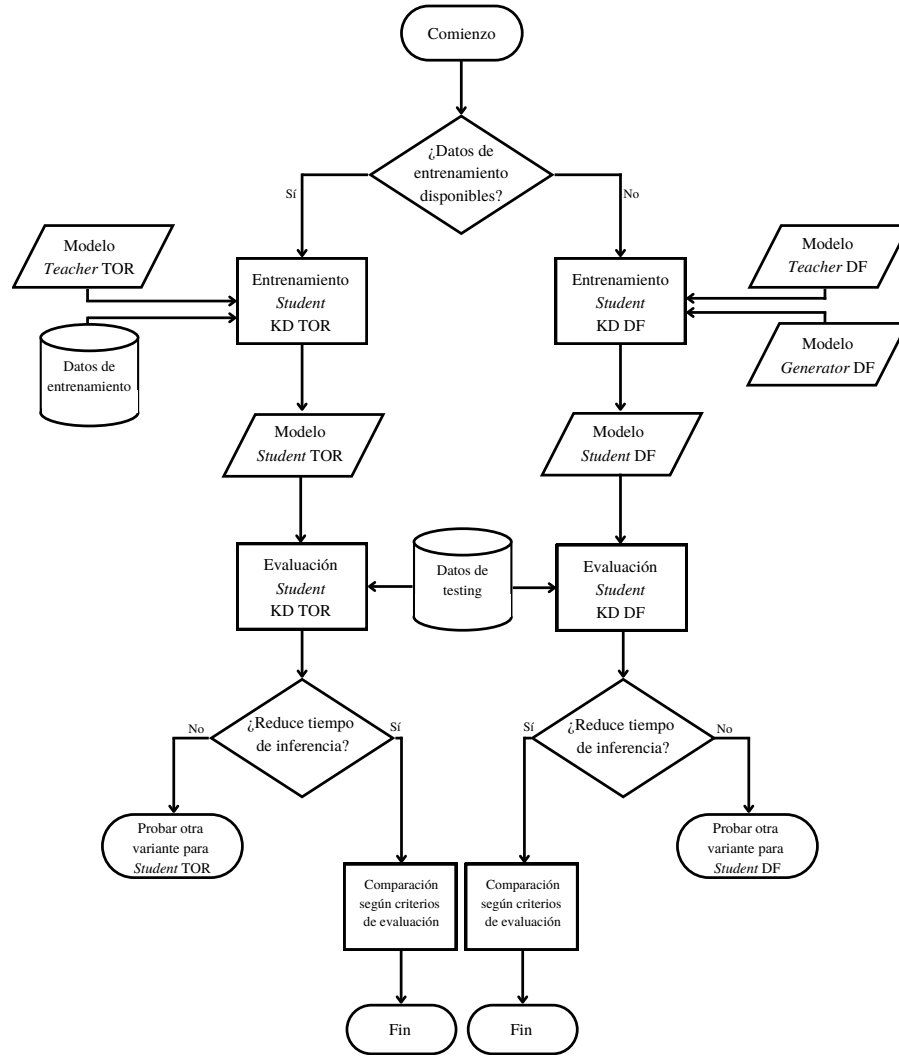 Comienzo
¿Datos de
entrenamiento
disponibles?
Sí
No
Modelo
Teacher TOR
Entrenamiento
Student
KD TOR
Entrenamiento
Student
KD DF
Modelo
Teacher DF
Datos de
entrenamiento
Modelo
Generator DF
Modelo
Student TOR
Modelo
Student DF
Evaluación
Student
KD TOR
Datos de
testing
Evaluación
Student
KD DF
¿Reduce tiempo
de inferencia?
No
Sí
¿Reduce tiempo
de inferencia?
Sí
No
Probar otra
variante para
Student TOR
Probar otra
variante para
Student DF
Comparación
según criterios
de evaluación
Comparación
según criterios
de evaluación
Fin
Fin